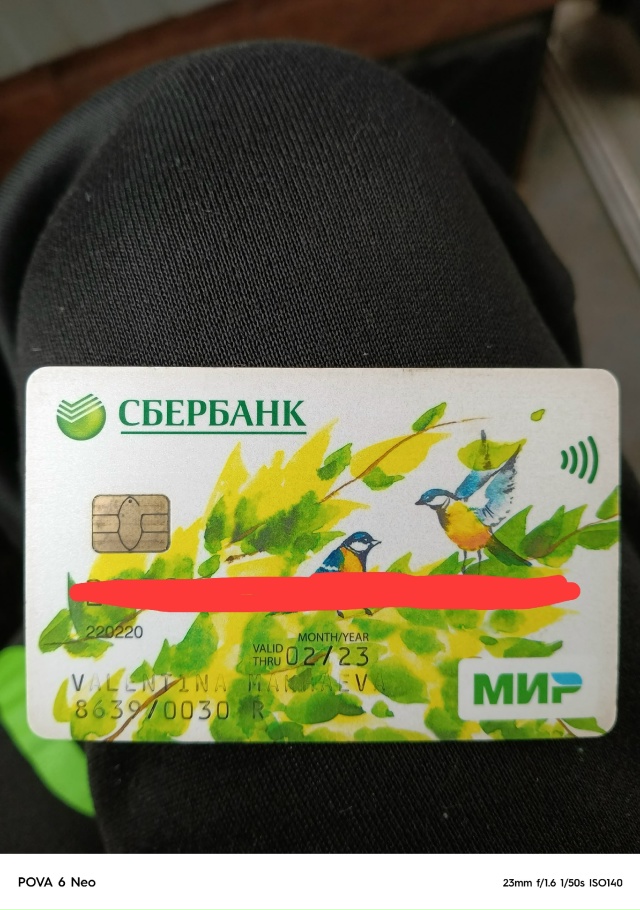 СБЕРБАНК
220220
MONTH/YEAR
VALID THRU 02/23
VALENTINA
8639/0030 R
МИР
POVA 6 Neo
23mm f/1.6 1/50s ISO140